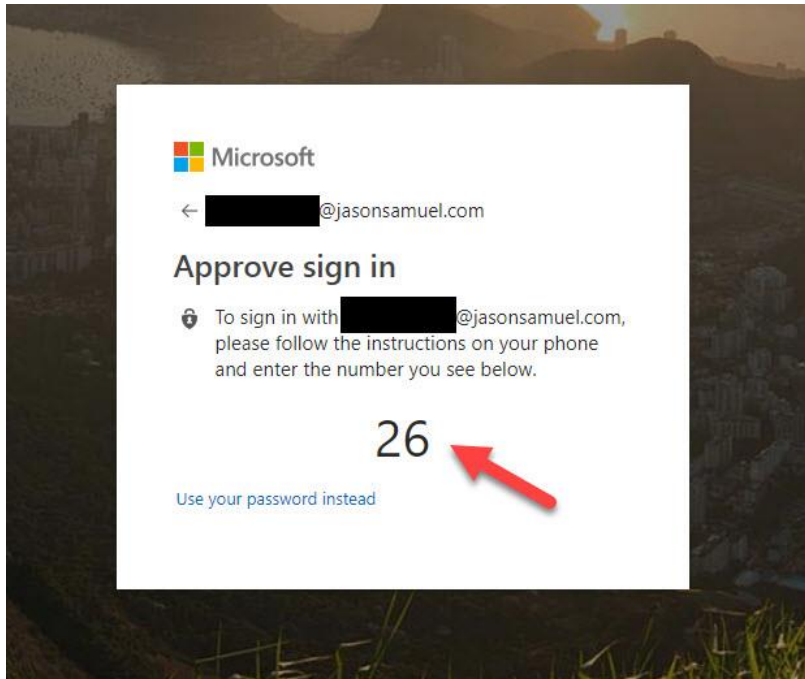 Microsoft
← @jasonsamuel.com
Approve sign in
To sign in with @jasonsamuel.com,
please follow the instructions on your phone
and enter the number you see below.
26
Use your password instead